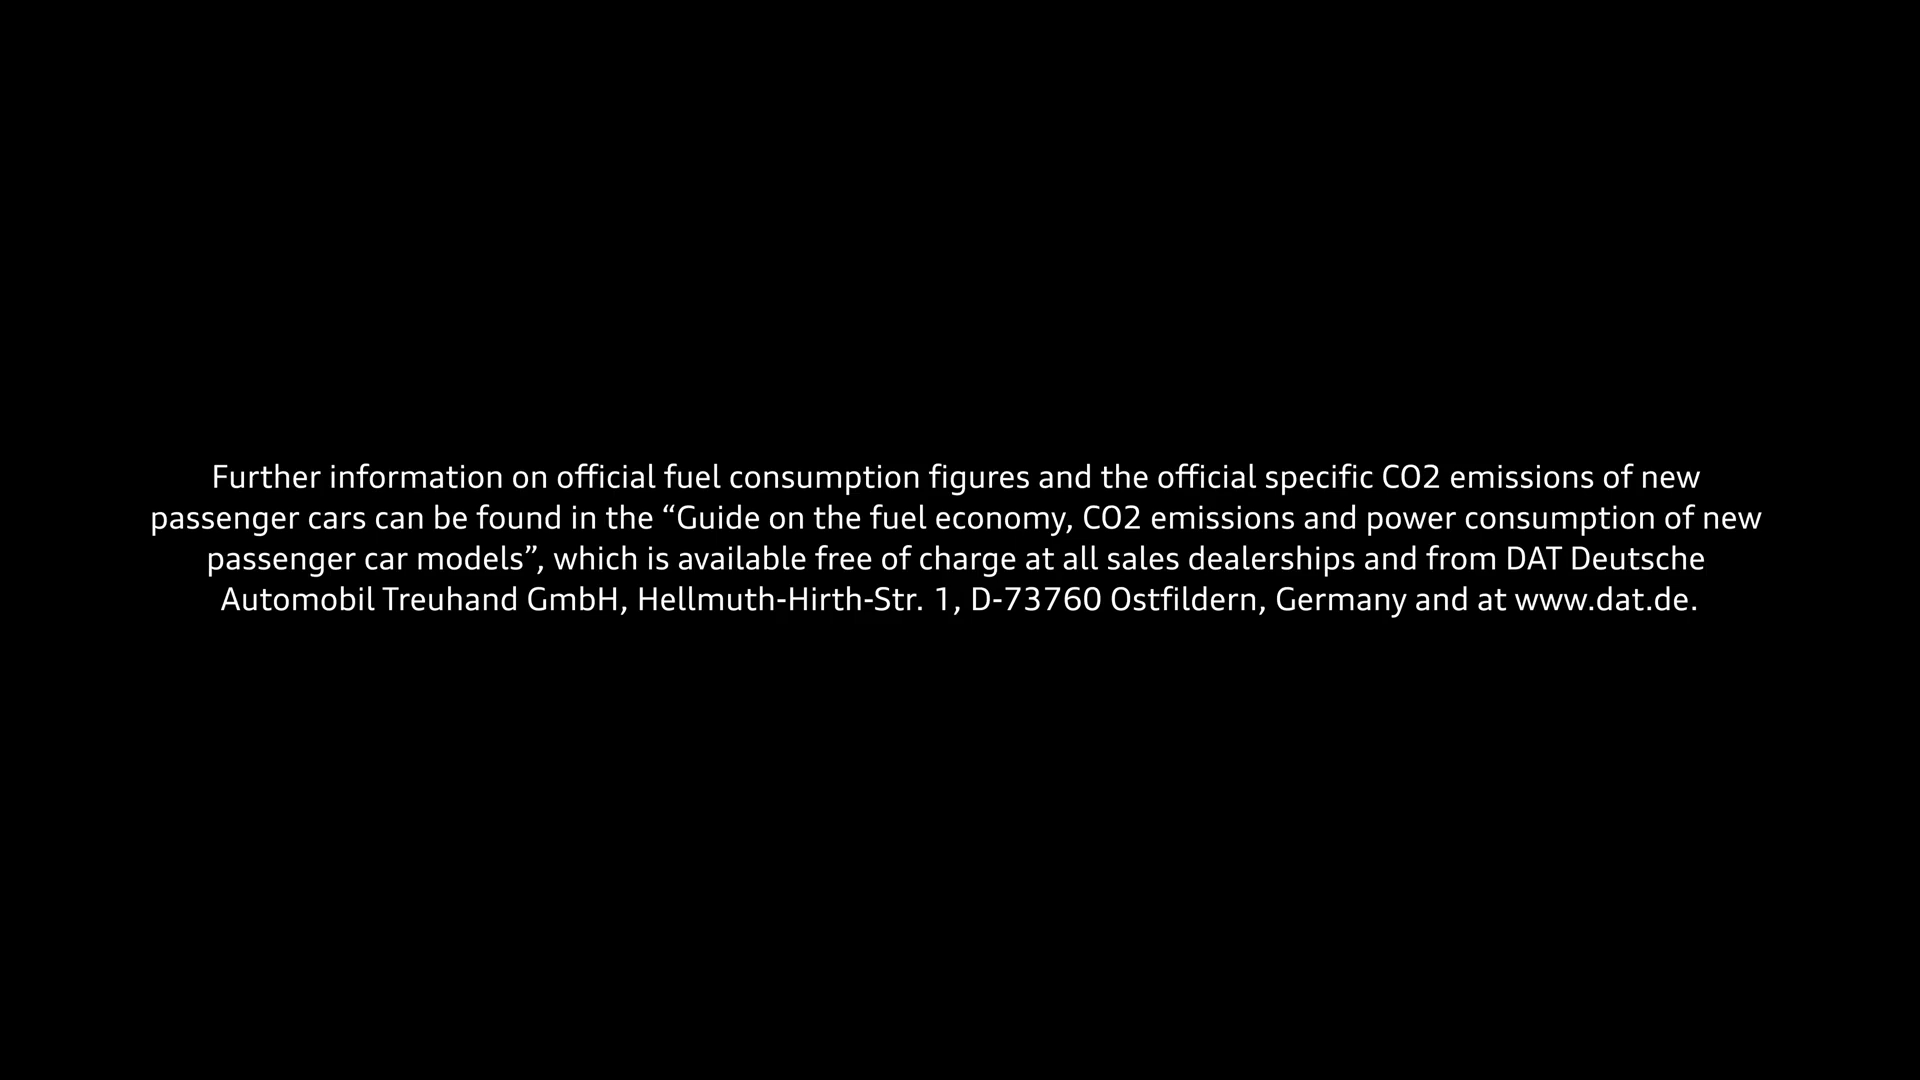 Further information on official fuel consumption figures and the official specific CO2 emissions of new
passenger cars can be found in the “Guide on the fuel economy, CO2 emissions and power consumption of new
passenger car models”, which is available free of charge at all sales dealerships and from DAT Deutsche
Automobil Treuhand GmbH, Hellmuth-Hirth-Str. 1, D-73760 Ostfildern, Germany and at www.dat.de.